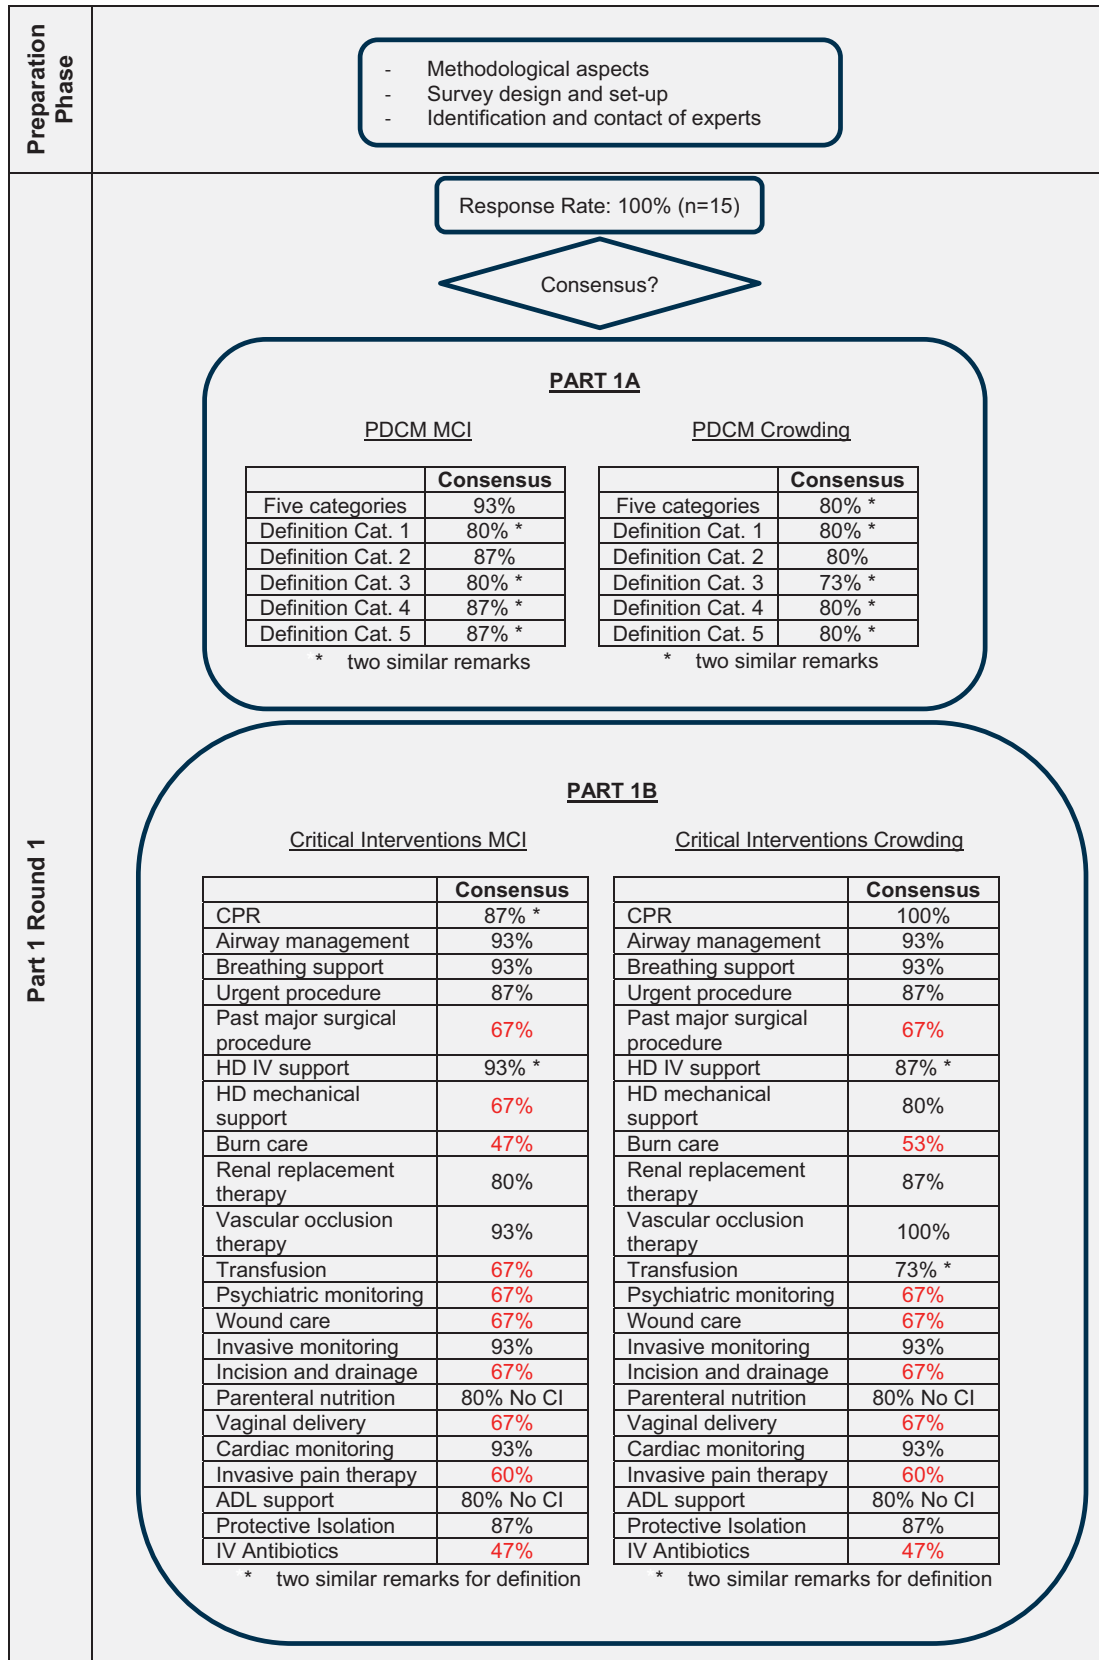 Preparation
Phase
- Methodological aspects
- Survey design and set-up
- Identification and contact of experts
Part 1 Round 1
Response Rate: 100% (n=15)
Consensus?
PART 1A
PDCM MCI
Consensus
Five categories 93%
Definition Cat. 1 80% *
Definition Cat. 2 87%
Definition Cat. 3 80% *
Definition Cat. 4 87% *
Definition Cat. 5 87% *
* two similar remarks
PDCM Crowding
Consensus
Five categories 80% *
Definition Cat. 1 80% *
Definition Cat. 2 80%
Definition Cat. 3 73% *
Definition Cat. 4 80% *
Definition Cat. 5 80% *
* two similar remarks
PART 1B
Critical Interventions MCI
Consensus
CPR 87% *
Airway management 93%
Breathing support 93%
Urgent procedure 87%
Past major surgical
procedure 67%
HD IV support 93% *
HD mechanical
support 67%
Burn care 47%
Renal replacement
therapy 80%
Vascular occlusion
therapy 93%
Transfusion 67%
Psychiatric monitoring 67%
Wound care 67%
Invasive monitoring 93%
Incision and drainage 67%
Parenteral nutrition 80% No CI
Vaginal delivery 67%
Cardiac monitoring 93%
Invasive pain therapy 60%
ADL support 80% No CI
Protective Isolation 87%
IV Antibiotics 47%
* two similar remarks for definition
Critical Interventions Crowding
Consensus
CPR 100%
Airway management 93%
Breathing support 93%
Urgent procedure 87%
Past major surgical
procedure 67%
HD IV support 87% *
HD mechanical
support 80%
Burn care 53%
Renal replacement
therapy 87%
Vascular occlusion
therapy 100%
Transfusion 73% *
Psychiatric monitoring 67%
Wound care 67%
Invasive monitoring 93%
Incision and drainage 67%
Parenteral nutrition 80% No CI
Vaginal delivery 67%
Cardiac monitoring 93%
Invasive pain therapy 60%
ADL support 80% No CI
Protective Isolation 87%
IV Antibiotics 47%
* two similar remarks for definition